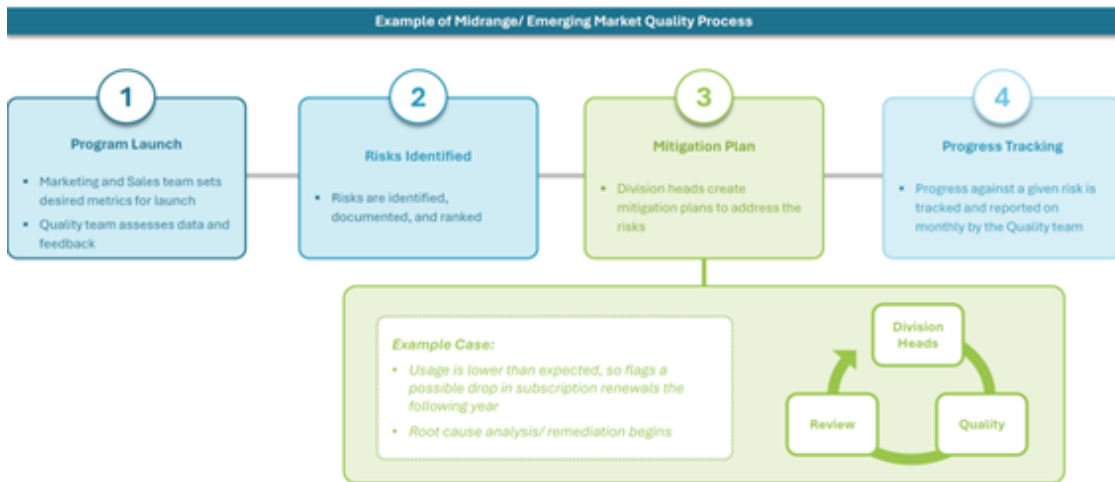 Example of Midrange/ Emerging Market Quality Process
1
Program Launch
▪ Marketing and Sales team sets
desired metrics for launch
▪ Quality team assesses data and
feedback
2
Risks Identified
▪ Risks are identified,
documented, and ranked
3
Mitigation Plan
▪ Division heads create
mitigation plans to address the
risks
4
Progress Tracking
▪ Progress against a given risk is
tracked and reported on
monthly by the Quality team
Example Case:
▪ Usage is lower than expected, so flags a
possible drop in subscription renewals the
following year
▪ Root cause analysis/ remediation begins
Division
Heads
Review
Quality